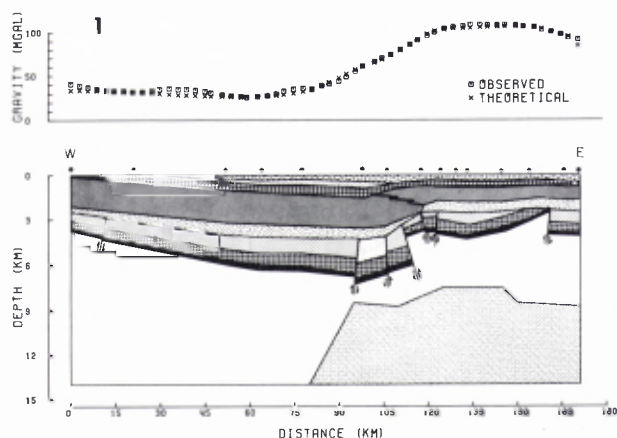 1
GRAVITY (MGAL)
100
50
0
OBSERVED
× THEORETICAL
W E
DEPTH (KM)
0
3
6
9
12
15
0 15 30 45 60 75 90 105 120 135 150 165 180
DISTANCE (KM)